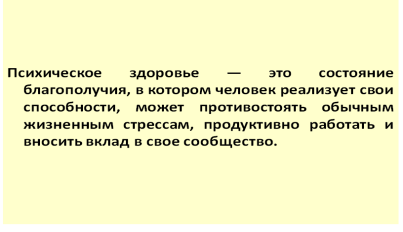 Психическое здоровье — это состояние
благополучия, в котором человек реализует свои
способности, может противостоять обычным
жизненным стрессам, продуктивно работать и
вносить вклад в свое сообщество.